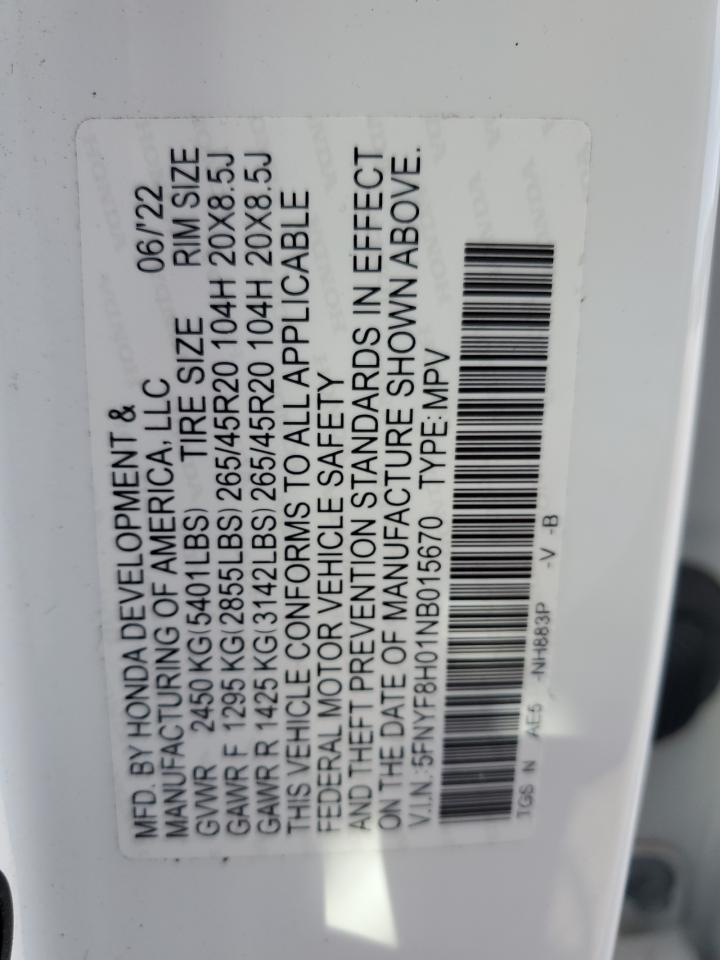 MFD. BY HONDA DEVELOPMENT &
MANUFACTURING OF AMERICA, LLC 06/'22
GVWR 2450 KG(5401LBS) TIRE SIZE RIM SIZE
GAWR F 1295 KG(2855LBS) 265/45R20 104H 20X8.5J
GAWR R 1425 KG(3142LBS) 265/45R20 104H 20X8.5J
THIS VEHICLE CONFORMS TO ALL APPLICABLE
FEDERAL MOTOR VEHICLE SAFETY
AND THEFT PREVENTION STANDARDS IN EFFECT
ON THE DATE OF MANUFACTURE SHOWN ABOVE.
V.I.N.:5FNYF8H01NB015670 TYPE: MPV
TGS N AE5 -NH883P -V -B